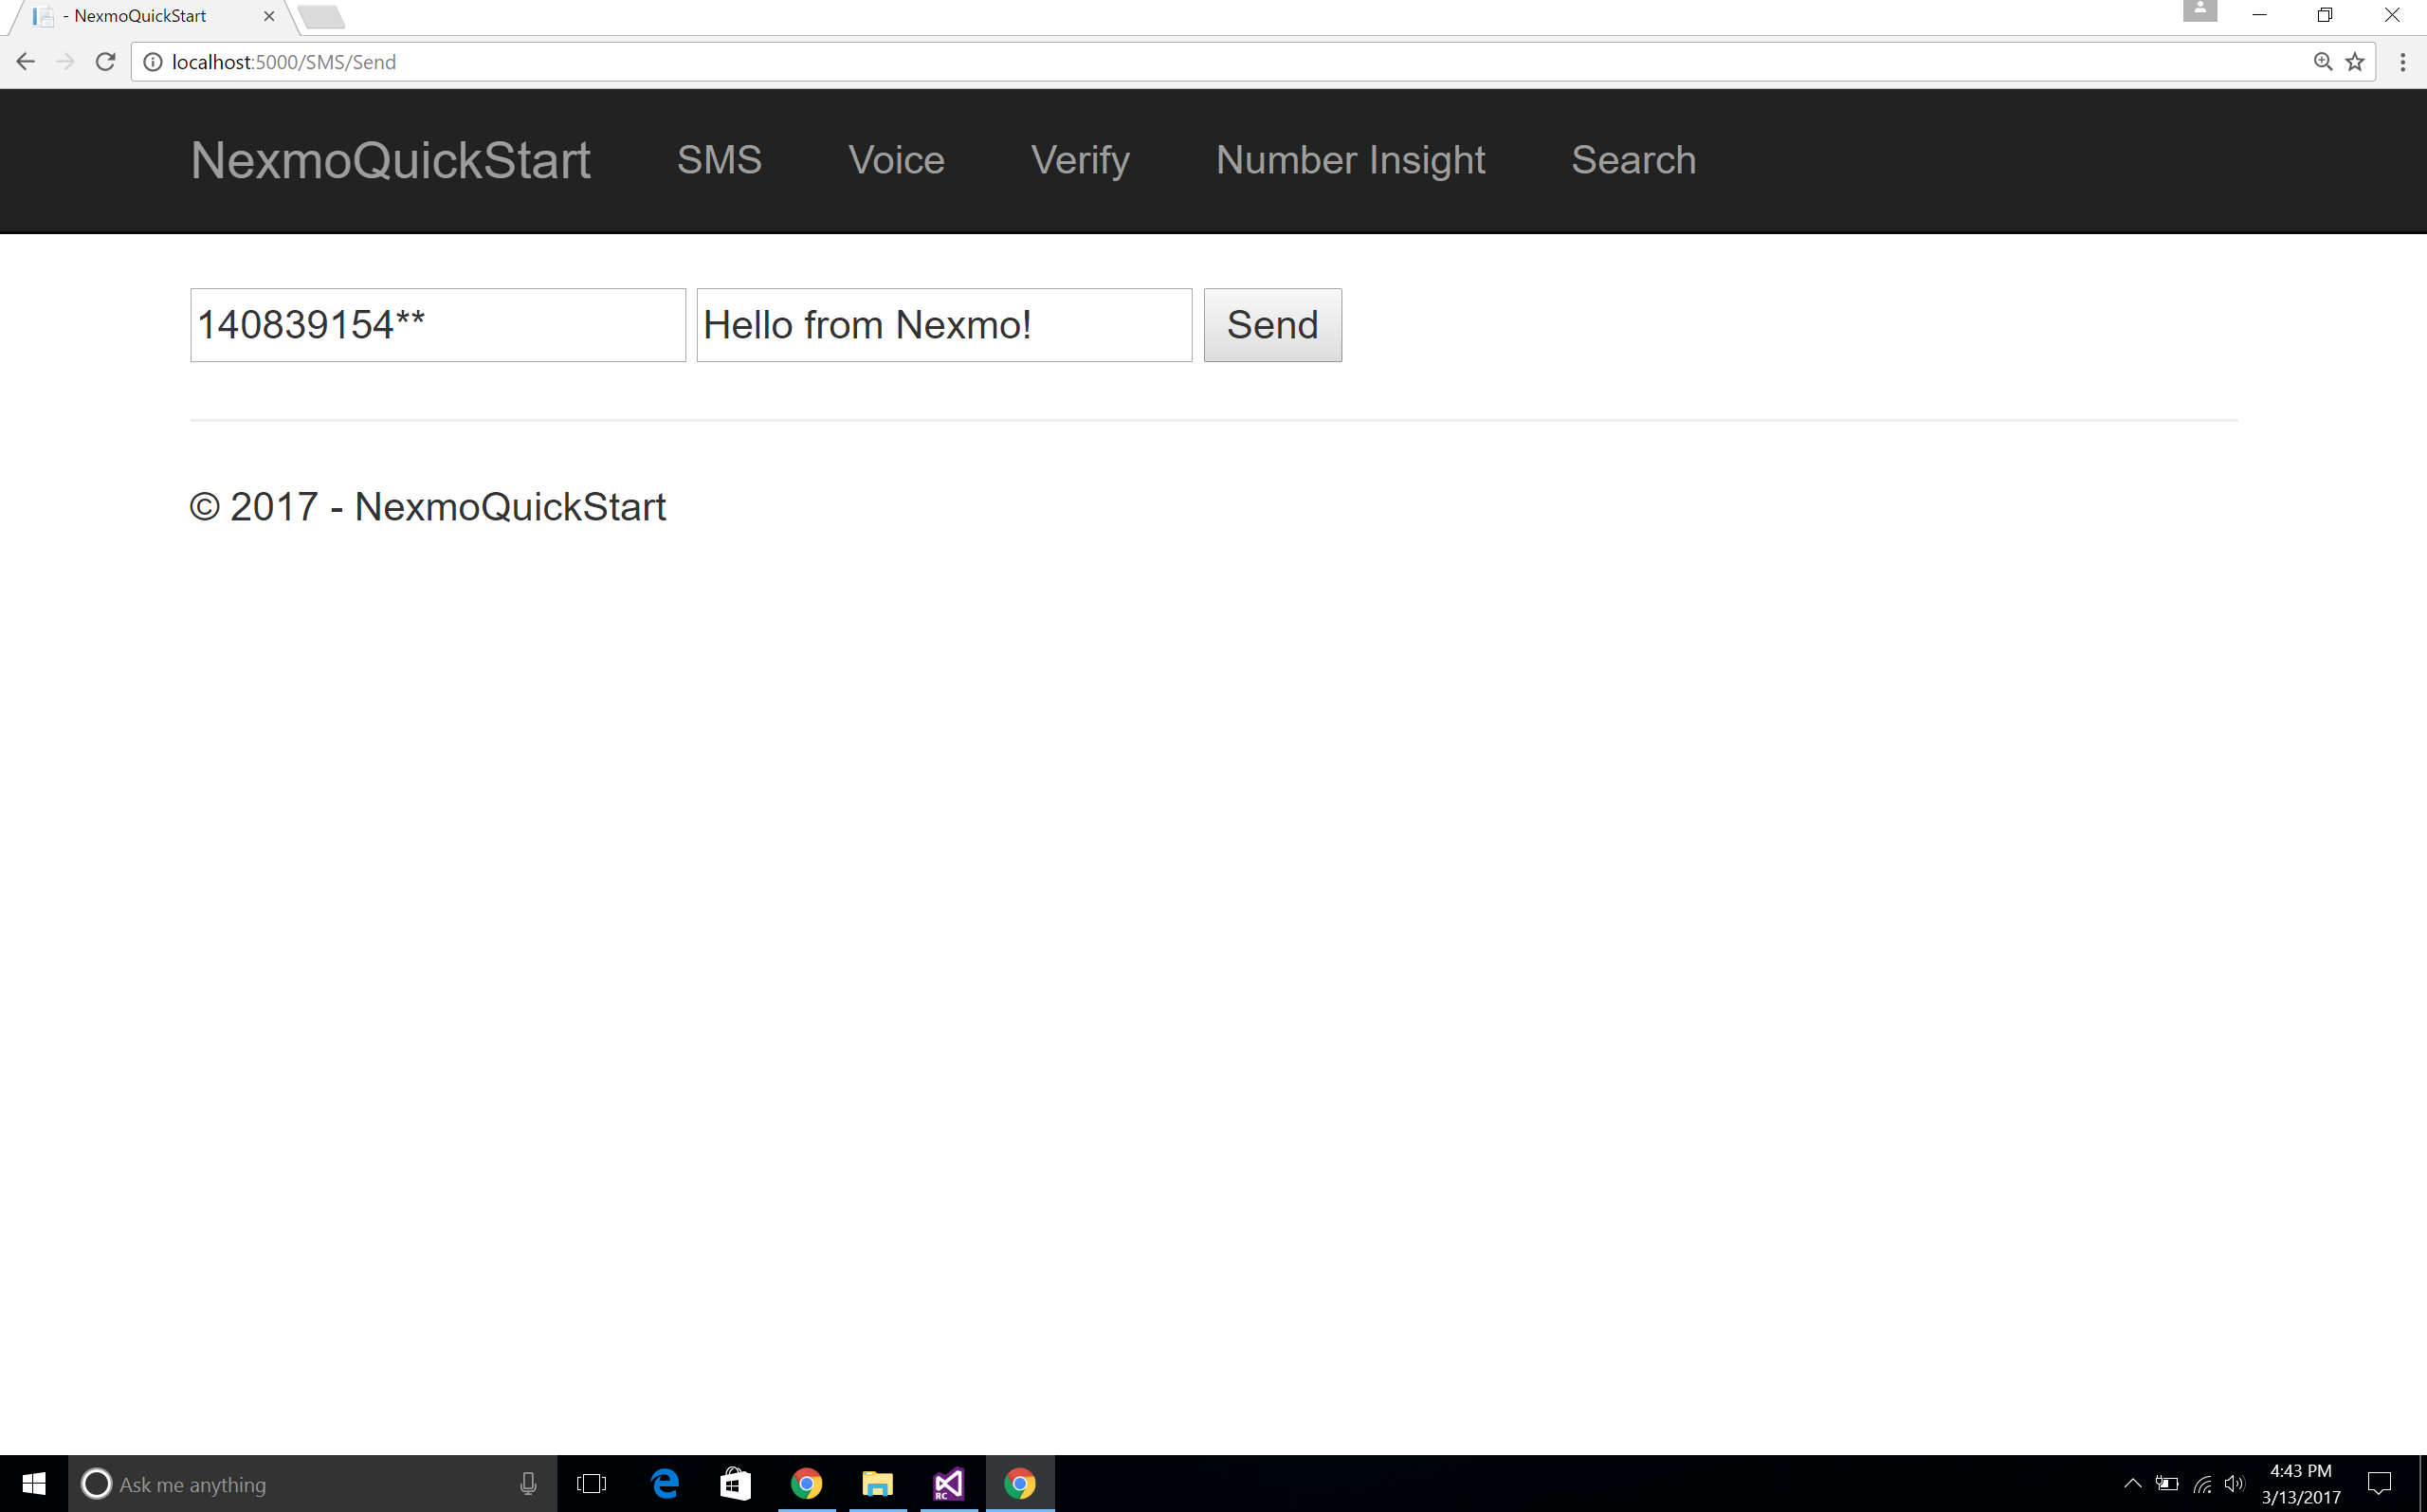 - NexmoQuickStart
localhost:5000/SMS/Send
NexmoQuickStart SMS Voice Verify Number Insight Search
140839154** Hello from Nexmo! Send
© 2017 - NexmoQuickStart
Ask me anything
RC
4:43 PM
3/13/2017